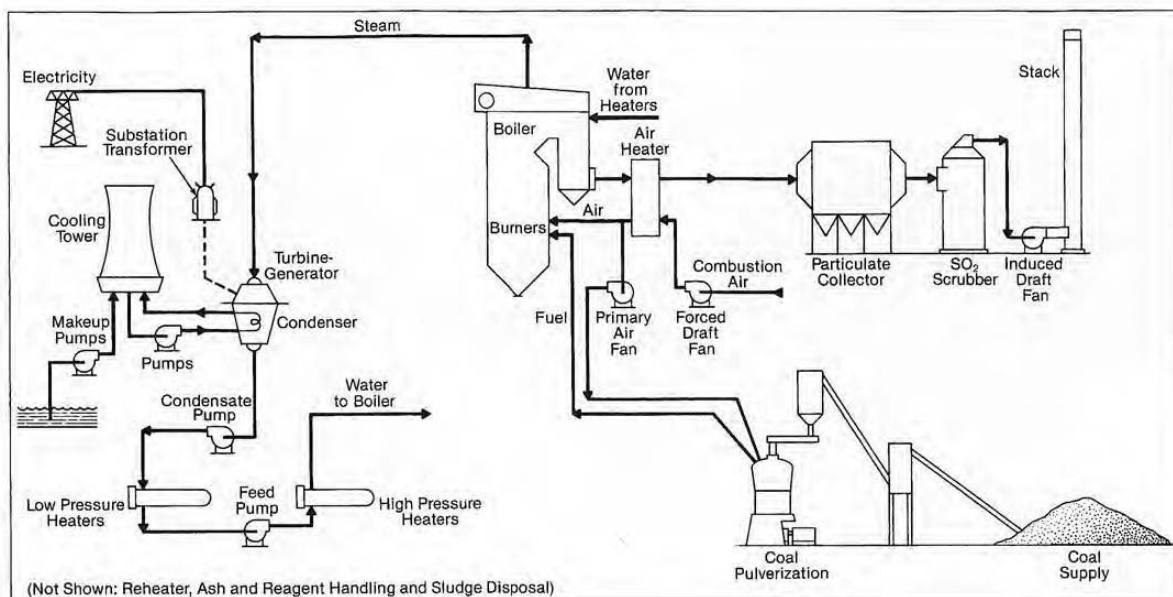 Steam
Electricity
Substation
Transformer
Cooling
Tower
Turbine-
Generator
Condenser
Makeup
Pumps
Pumps
Condensate
Pump
Water
to Boiler
Low Pressure
Heaters
Feed
Pump
High Pressure
Heaters
Boiler
Water
from
Heaters
Air
Heater
Air
Burners
Fuel
Primary
Air
Fan
Forced
Draft
Fan
Combustion
Air
Particulate
Collector
SO₂
Scrubber
Induced
Draft
Fan
Stack
Coal
Pulverization
Coal
Supply
(Not Shown: Reheater, Ash and Reagent Handling and Sludge Disposal)